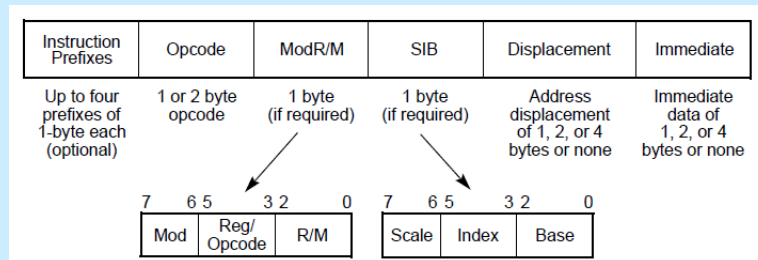 Instruction Prefixes Opcode ModR/M SIB Displacement Immediate
Up to four prefixes of 1-byte each (optional)
1 or 2 byte opcode
1 byte (if required)
1 byte (if required)
Address displacement of 1, 2, or 4 bytes or none
Immediate data of 1, 2, or 4 bytes or none
7 6 5 3 2 0
Mod Reg/Opcode R/M
7 6 5 3 2 0
Scale Index Base